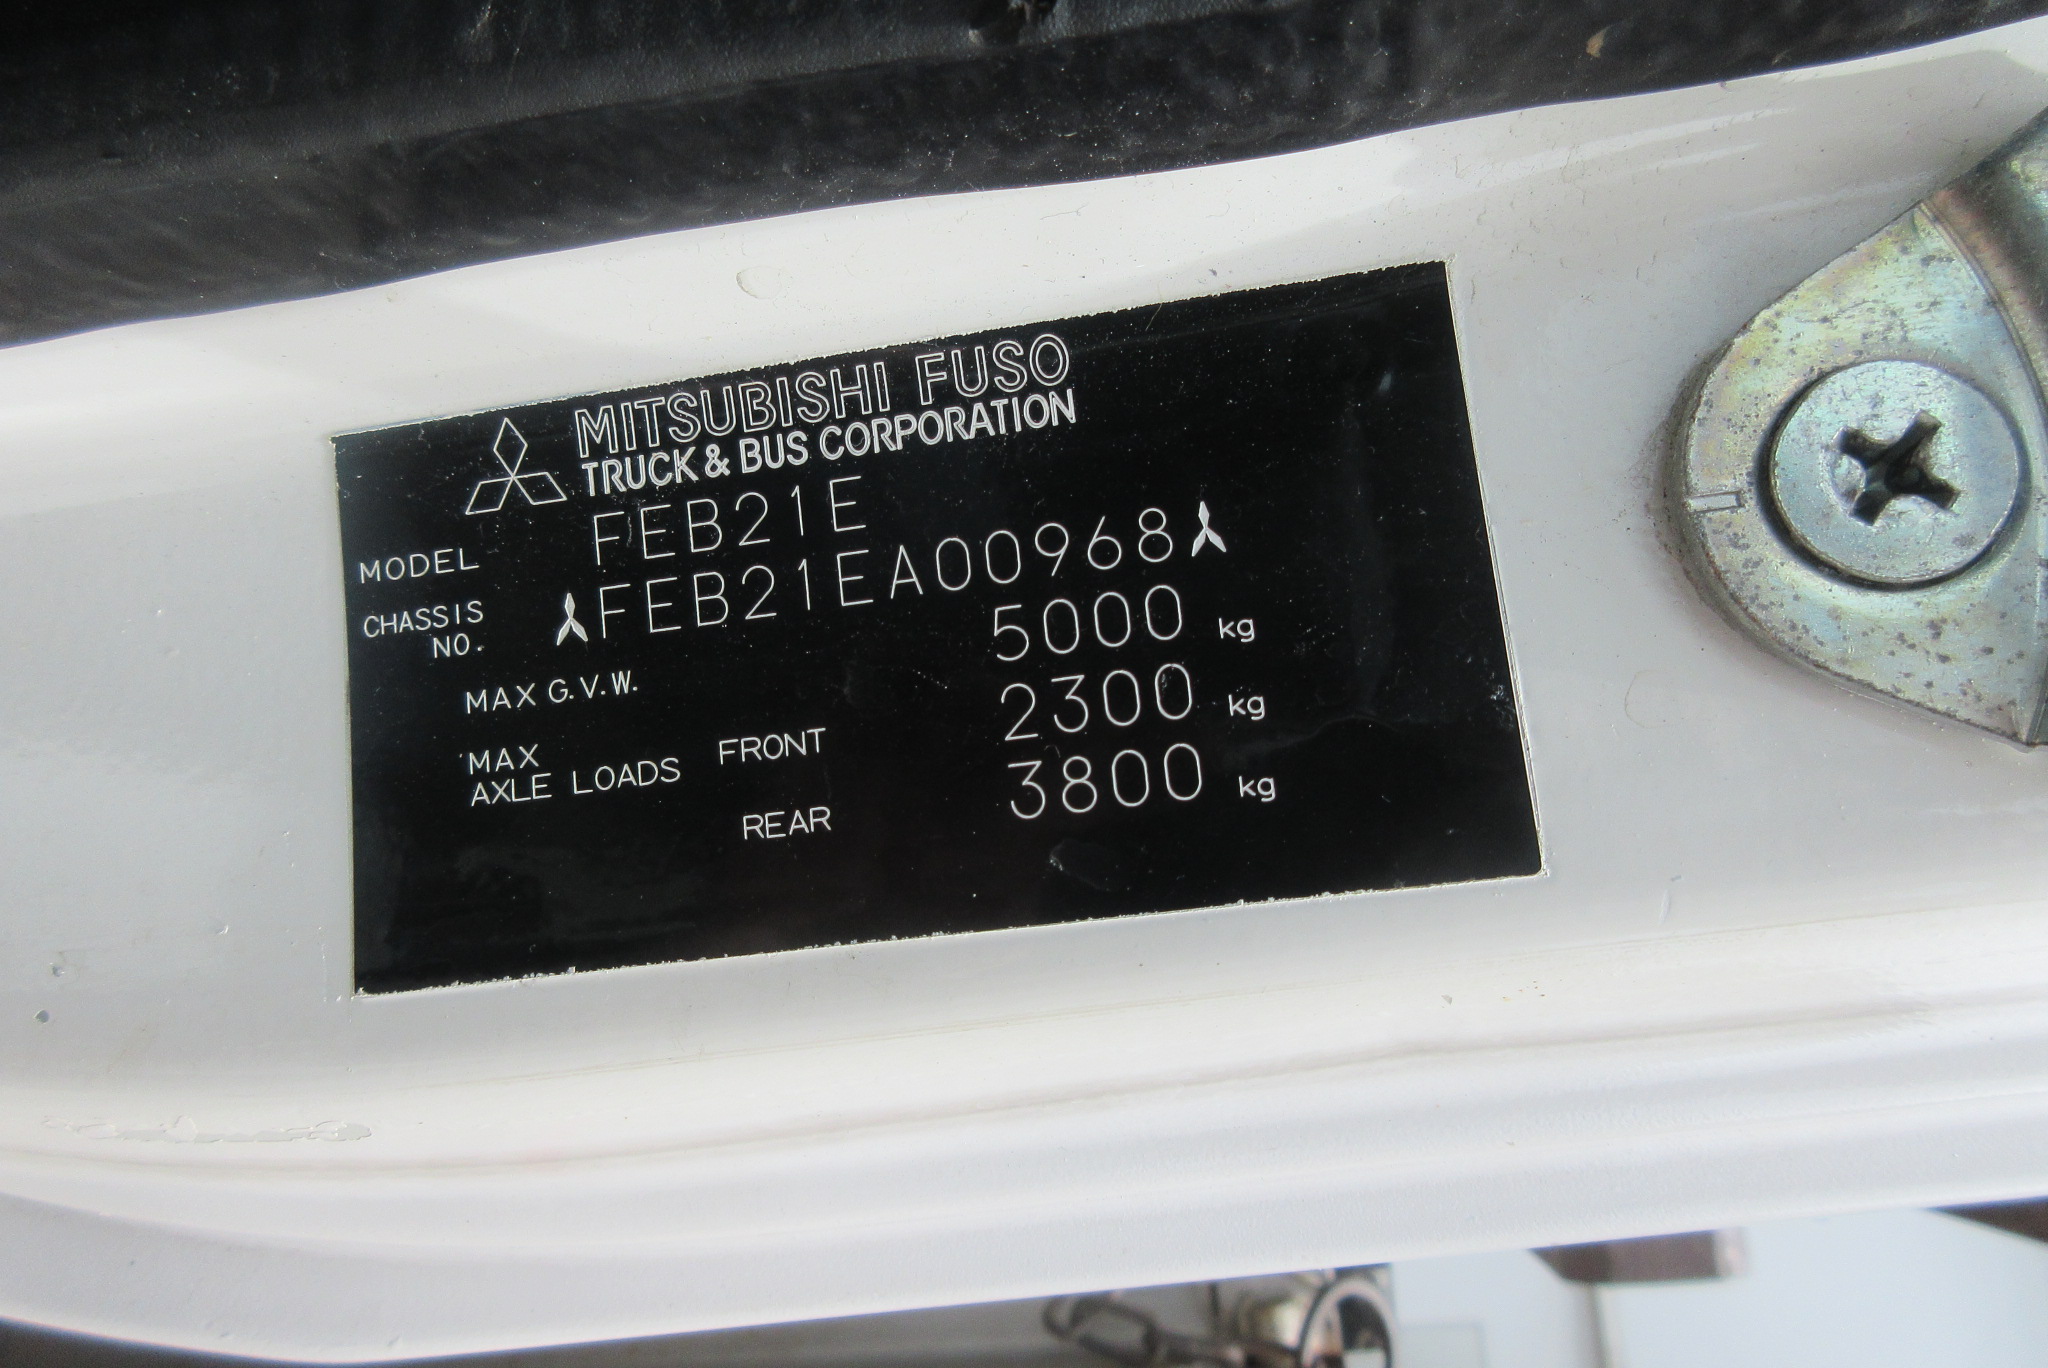 MITSUBISHI FUSO
TRUCK & BUS CORPORATION
MODEL FEB21E
CHASSIS NO. FEB21EA00968
MAX G.V.W. 5000 kg
MAX AXLE LOADS FRONT 2300 kg
REAR 3800 kg